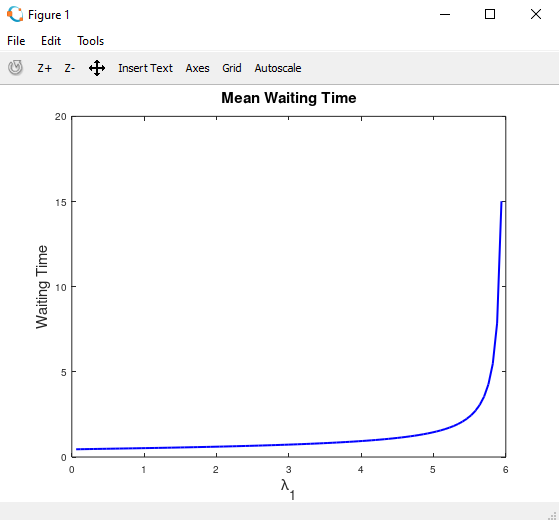 Figure 1
File Edit Tools
Z+ Z- Insert Text Axes Grid Autoscale
Mean Waiting Time
20
15
10
5
0
Waiting Time
0 1 2 3 4 5 6
λ1